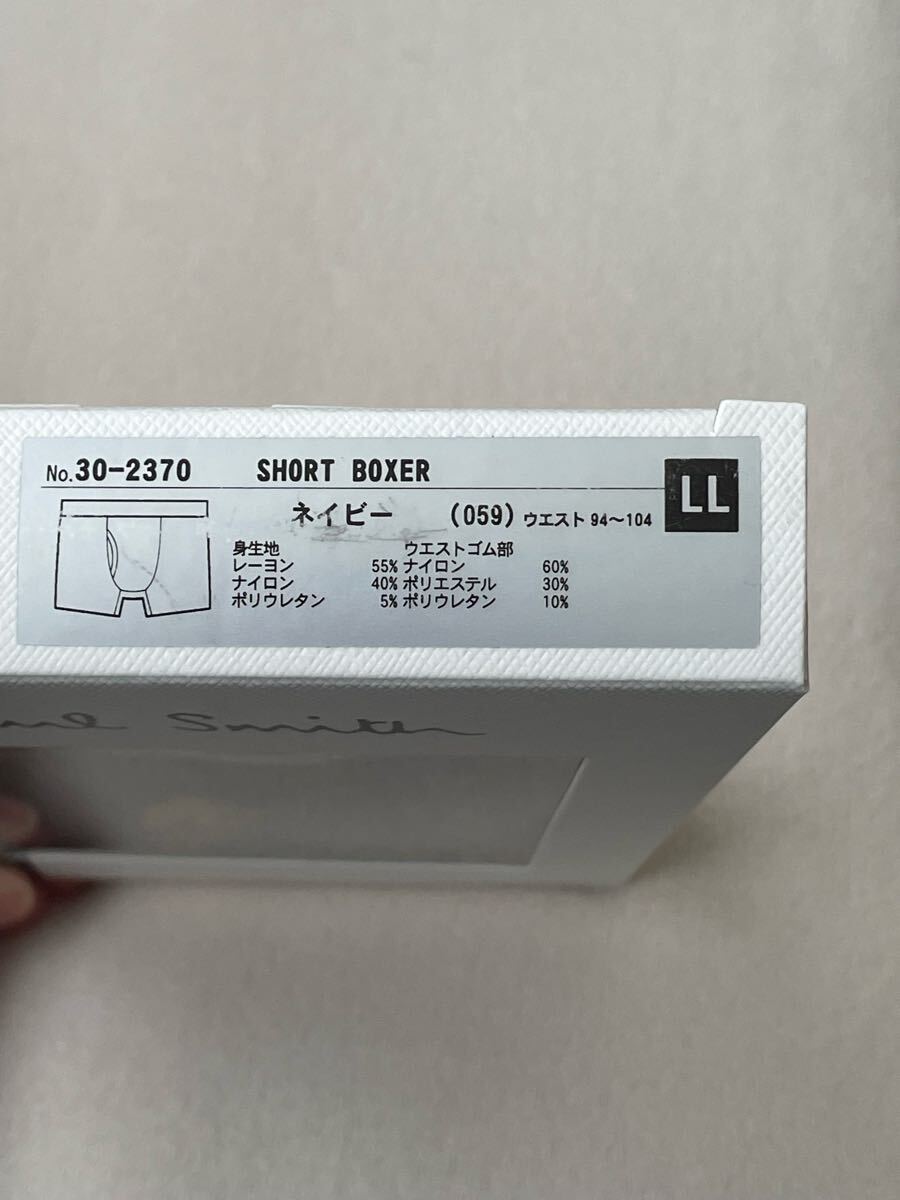 No.30-2370 SHORT BOXER
ネイビー (059) ウエスト 94～104 LL
身生地 ウエストゴム部
レーヨン 55% ナイロン 60%
ナイロン 40% ポリエステル 30%
ポリウレタン 5% ポリウレタン 10%
Smith